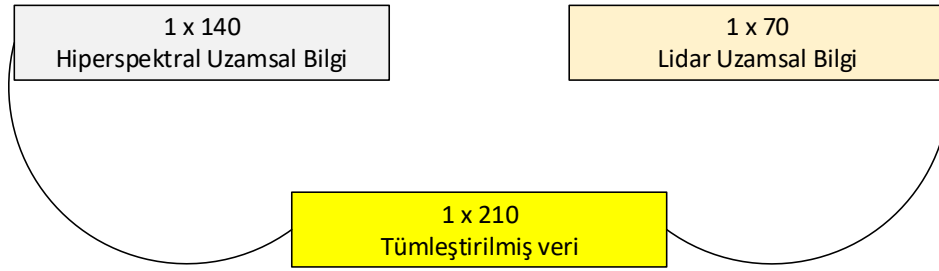 1 x 140
Hiperspektral Uzamsal Bilgi
1 x 70
Lidar Uzamsal Bilgi
1 x 210
Tümleştirilmiş veri